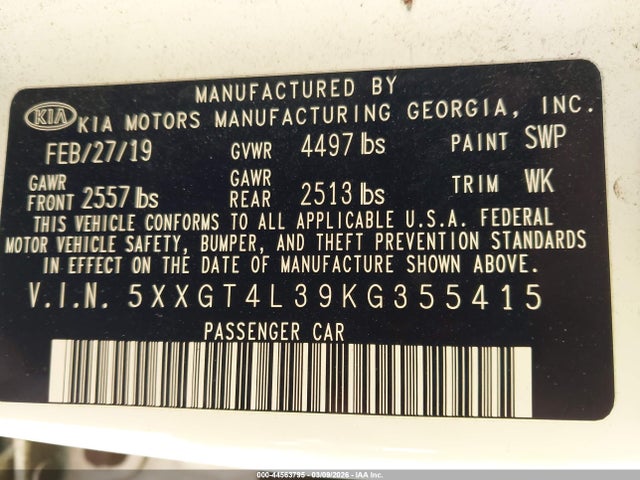 MANUFACTURED BY
KIA KIA MOTORS MANUFACTURING GEORGIA, INC.
FEB/27/19 GVWR 4497 lbs PAINT SWP
GAWR FRONT 2557 lbs GAWR REAR 2513 lbs TRIM WK
THIS VEHICLE CONFORMS TO ALL APPLICABLE U.S.A. FEDERAL
MOTOR VEHICLE SAFETY, BUMPER, AND THEFT PREVENTION STANDARDS
IN EFFECT ON THE DATE OF MANUFACTURE SHOWN ABOVE.
V.I.N. 5XXGT4L39KG355415
PASSENGER CAR
000-44563795 - 03/09/2026 - IAA Inc.